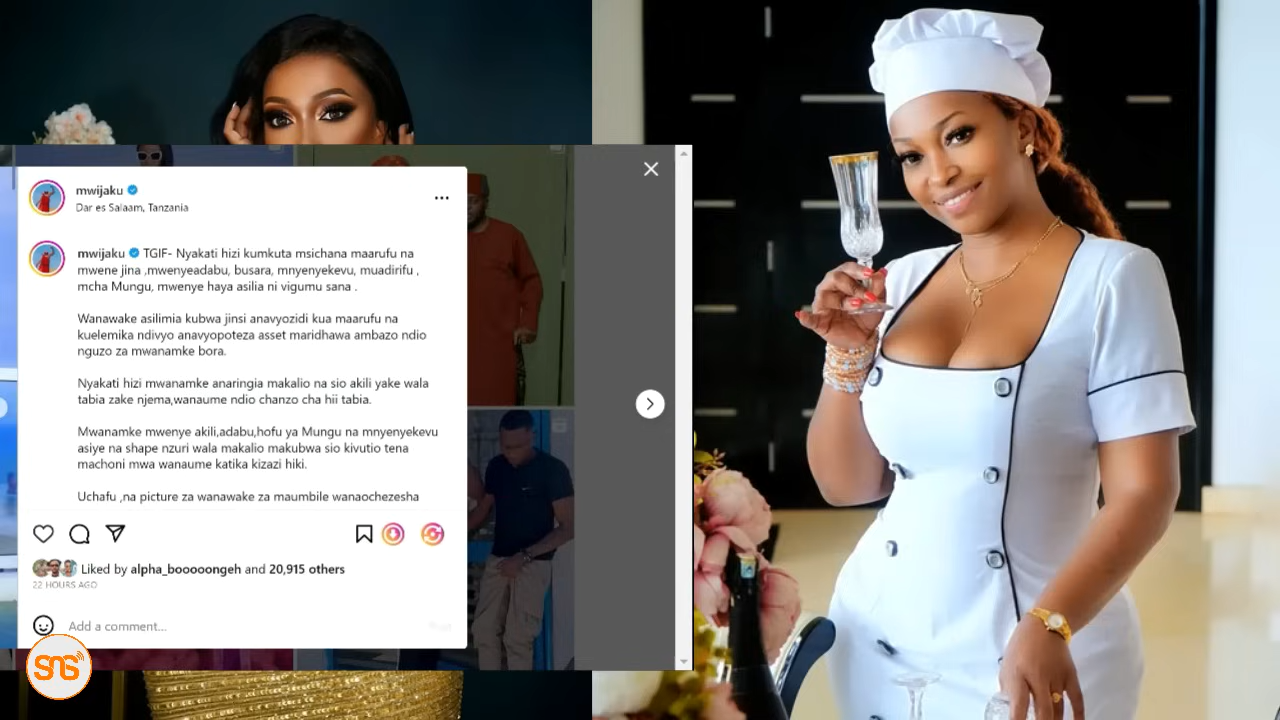 mwijaku
Dar es Salaam, Tanzania
mwijaku TGIF- Nyakati hizi kumkuta msichana maarufu na
mwene jina ,mwenyeadabu, busara, mnyenyekevu, muadirifu ,
mcha Mungu, mwenye haya asilia ni vigumu sana .
Wanawake asilimia kubwa jinsi anavyozidi kua maarufu na
kuelemika ndivyo anavyopoteza asset maridhawa ambazo ndio
nguzo za mwanamke bora.
Nyakati hizi mwanamke anaringia makalio na sio akili yake wala
tabia zake njema,wanaume ndio chanzo cha hii tabia.
Mwanamke mwenye akili,adabu,hofu ya Mungu na mnyenyekevu
asiye na shape nzuri wala makalio makubwa sio kivutio tena
machoni mwa wanaume katika kizazi hiki.
Uchafu ,na picture za wanawake za maumbile wanaochezesha
Liked by alpha_booooongeh and 20,915 others
22 HOURS AGO
Add a comment...
SNS